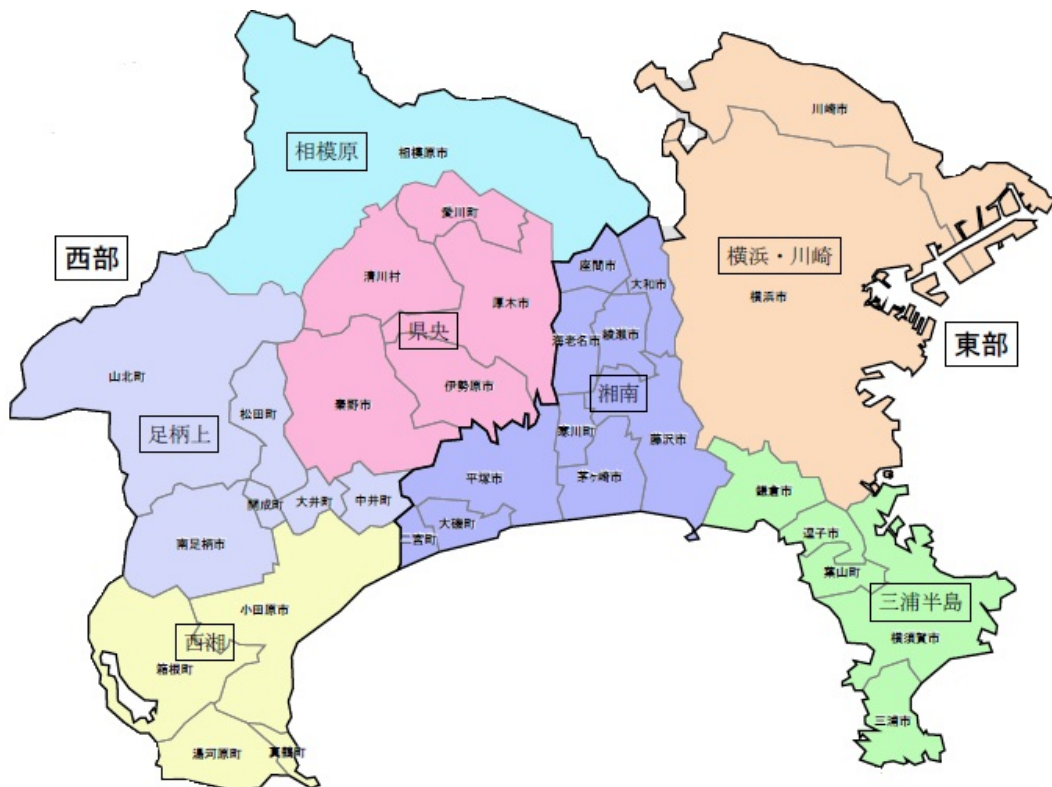 川崎市
相模原
相模原市
愛川町
西部
座間市
横浜・川崎
清川村
大和市
横浜市
厚木市
県央
海老名市
綾瀬市
東部
山北町
伊勢原市
秦野市
湘南
松田町
足柄上
寒川町
藤沢市
平塚市
茅ヶ崎市
鎌倉市
開成町
大井町
中井町
大磯町
逗子市
南足柄市
二宮町
葉山町
三浦半島
小田原市
西湘
横須賀市
箱根町
三浦市
湯河原町
真鶴町